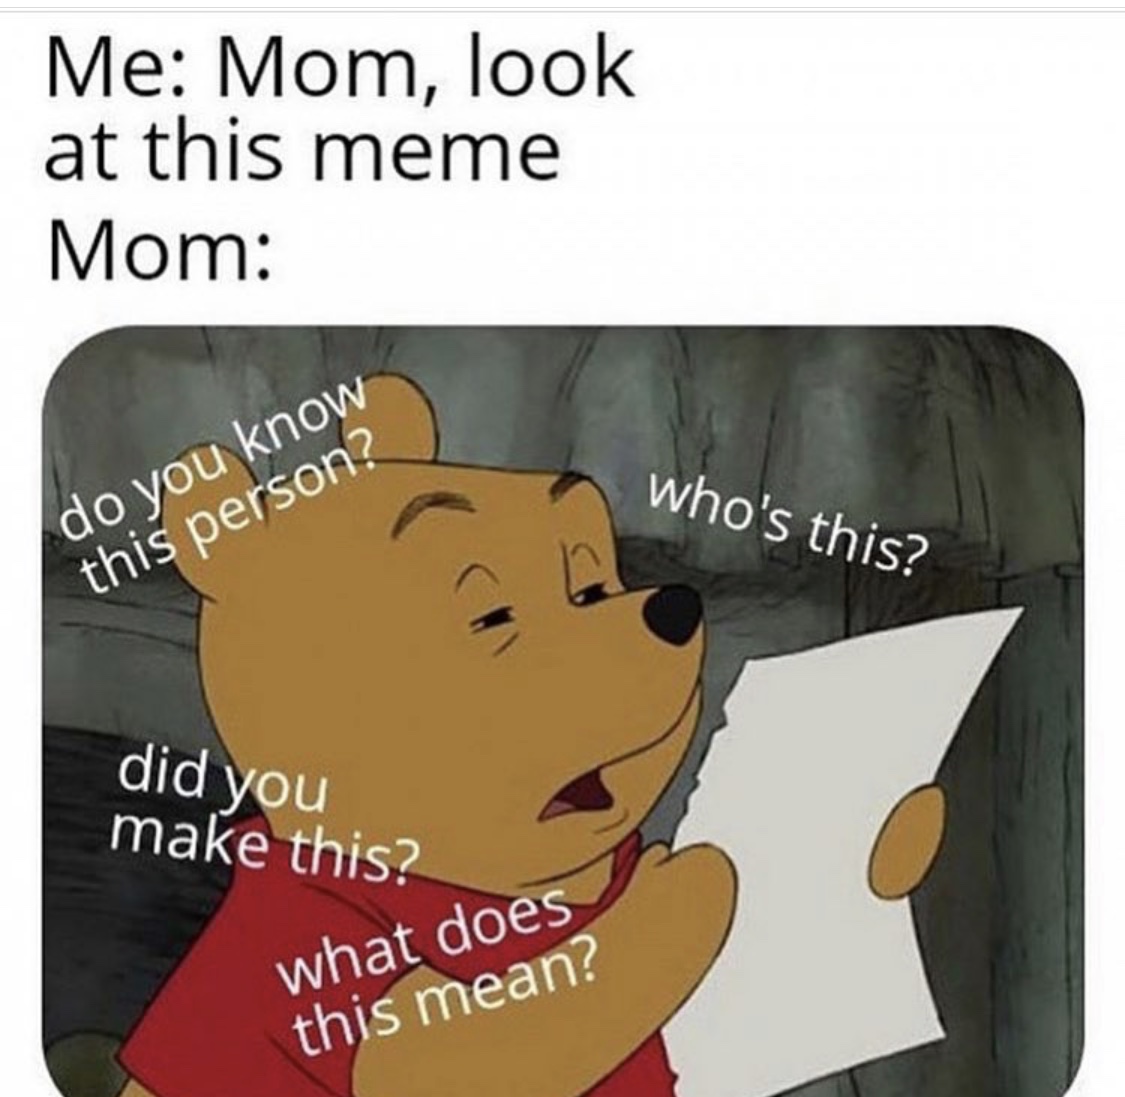 Me: Mom, look
at this meme
Mom:
do you know
this person?
who's this?
did you
make this?
what does
this mean?